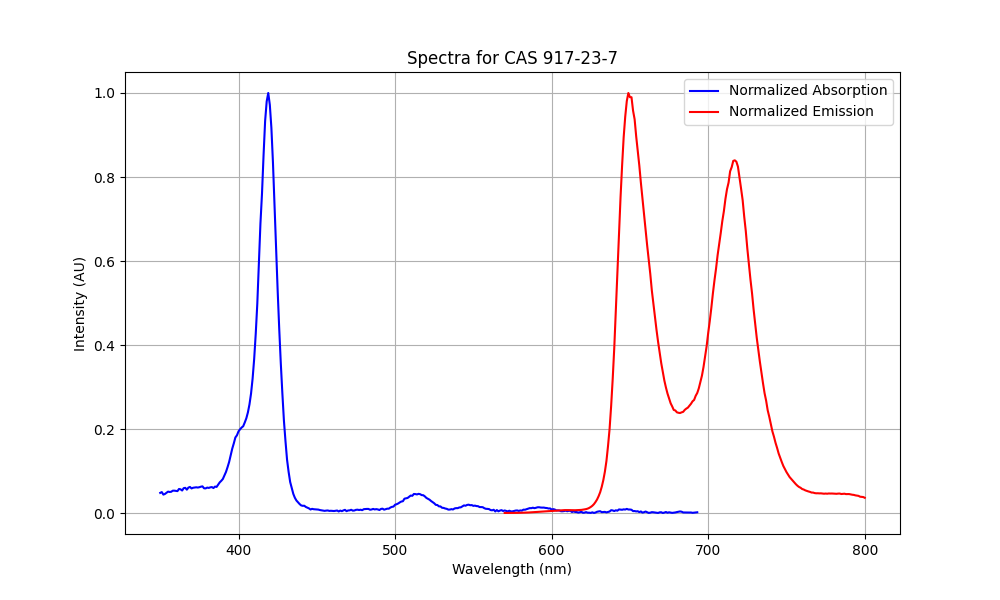 Spectra for CAS 917-23-7
Normalized Absorption
Normalized Emission
1.0
0.8
0.6
0.4
0.2
0.0
Intensity (AU)
400 500 600 700 800
Wavelength (nm)